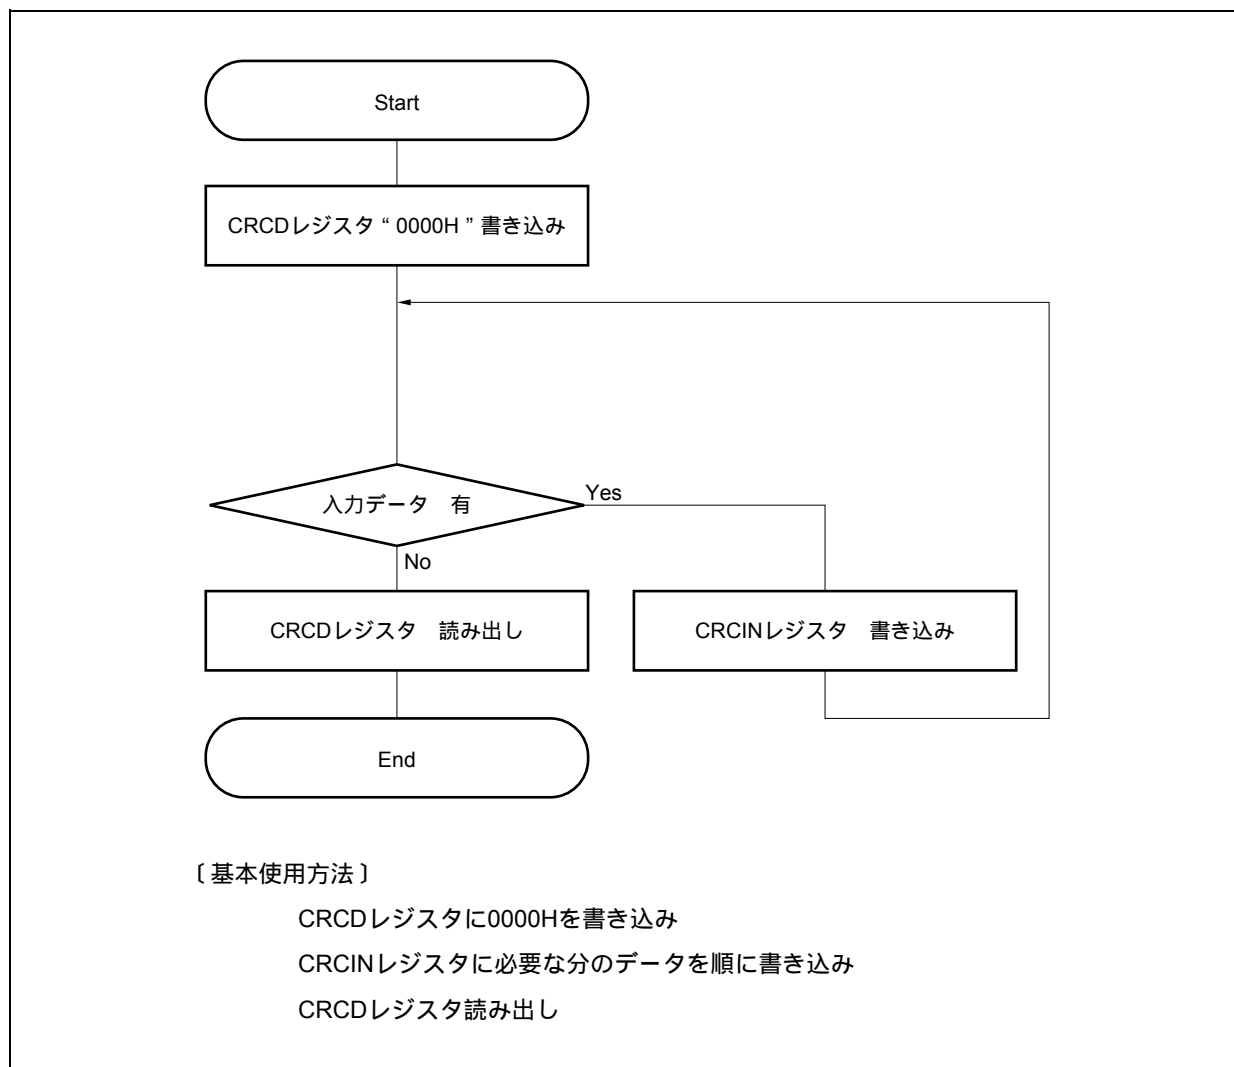 Start
CRCDレジスタ“0000H”書き込み
入力データ　有
Yes
No
CRCDレジスタ　読み出し
CRCINレジスタ　書き込み
End
〔基本使用方法〕
CRCDレジスタに0000Hを書き込み
CRCINレジスタに必要な分のデータを順に書き込み
CRCDレジスタ読み出し